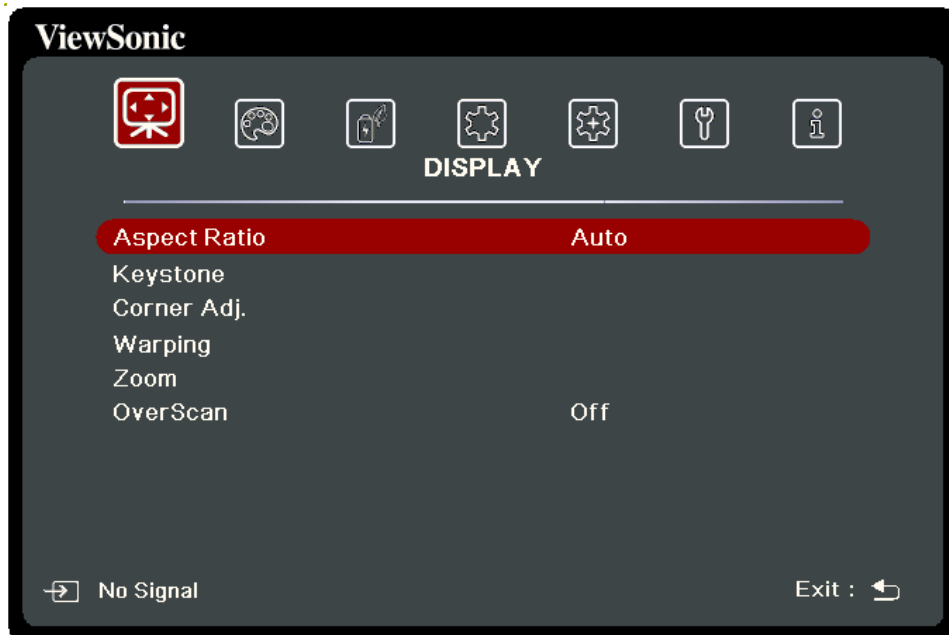 ViewSonic
DISPLAY
Aspect Ratio Auto
Keystone
Corner Adj.
Warping
Zoom
OverScan Off
No Signal Exit :